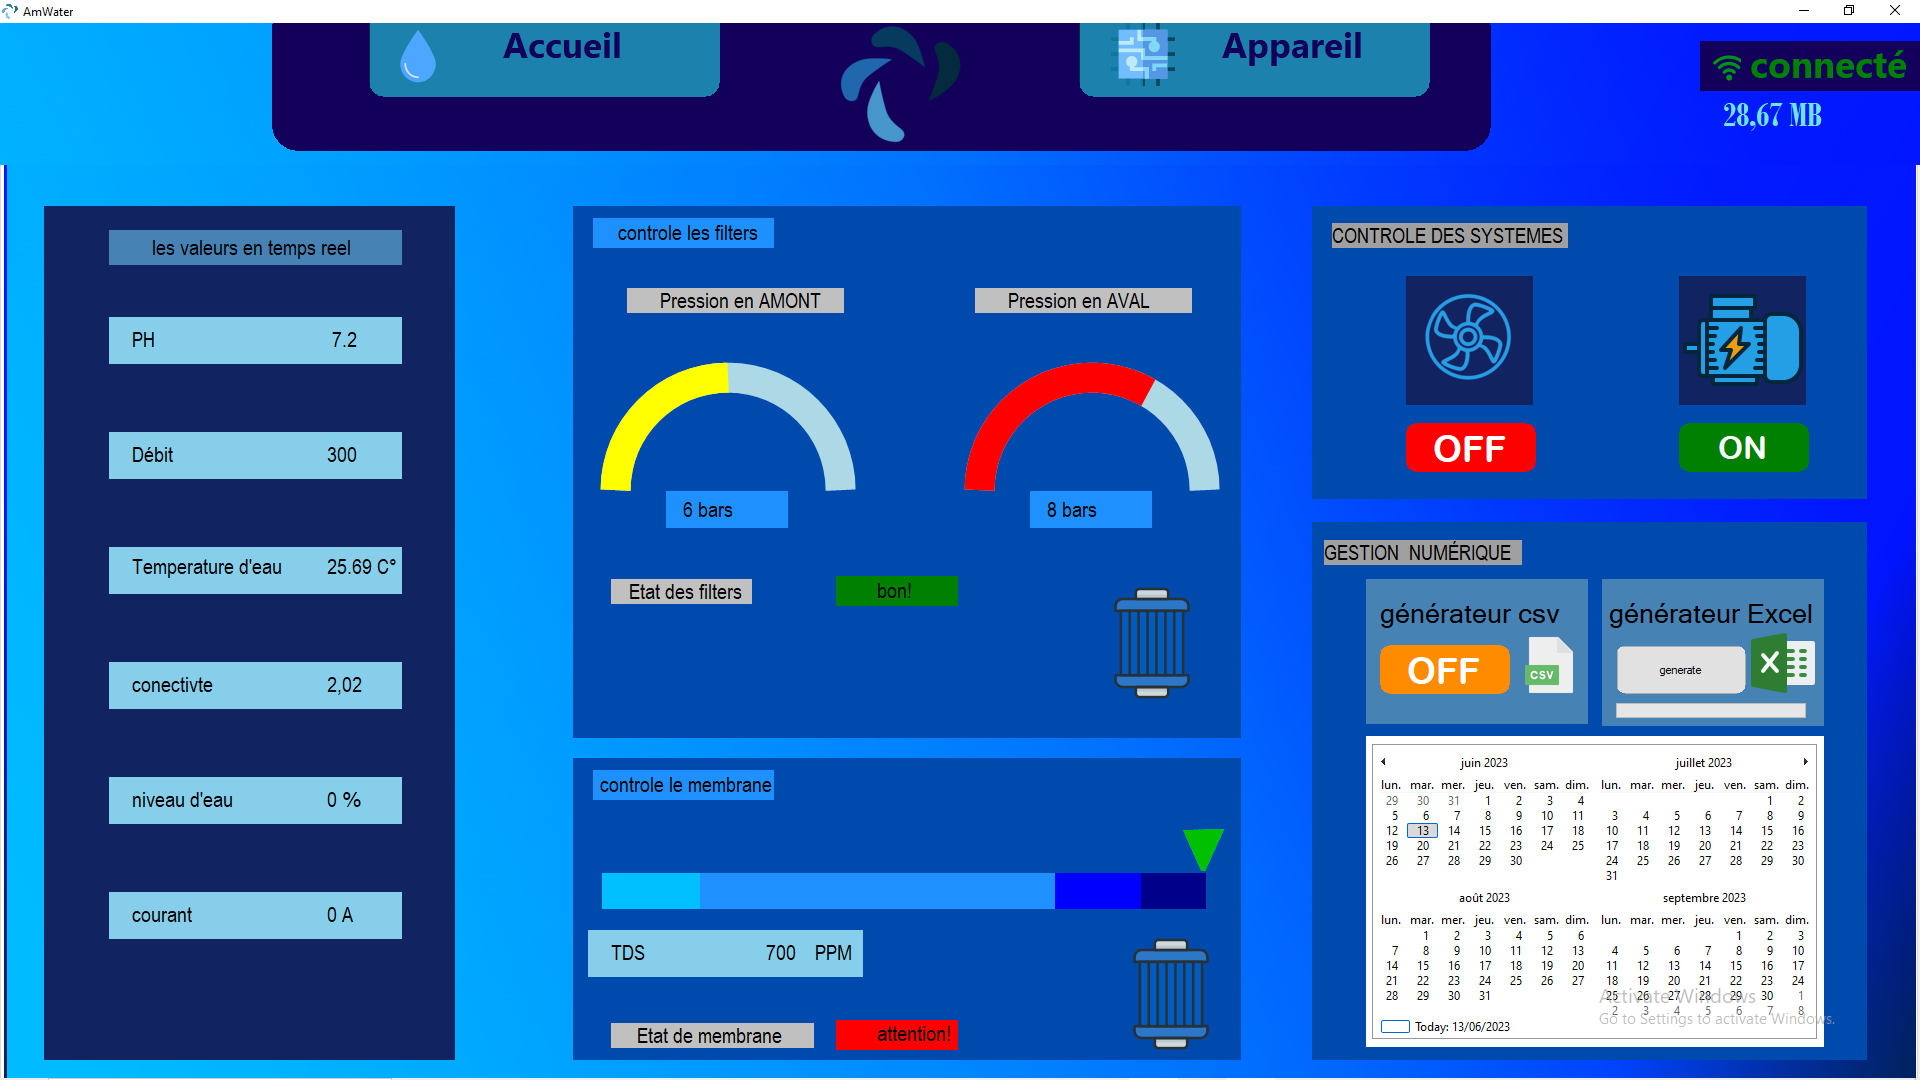 AmWater
Accueil
Appareil
connecté
28,67 MB
les valeurs en temps reel
PH 7.2
Débit 300
Temperature d'eau 25.69 C°
conectivte 2,02
niveau d'eau 0 %
courant 0 A
controle les filters
Pression en AMONT
Pression en AVAL
6 bars
8 bars
Etat des filters
bon!
controle le membrane
TDS 700 PPM
Etat de membrane
attention!
CONTROLE DES SYSTEMES
OFF
ON
GESTION NUMÉRIQUE
générateur csv
OFF
CSV
générateur Excel
generate
X
juin 2023
lun. mar. mer. jeu. ven. sam. dim.
29 30 31 1 2 3 4
5 6 7 8 9 10 11
12 13 14 15 16 17 18
19 20 21 22 23 24 25
26 27 28 29 30
juillet 2023
lun. mar. mer. jeu. ven. sam. dim.
1 2
3 4 5 6 7 8 9
10 11 12 13 14 15 16
17 18 19 20 21 22 23
24 25 26 27 28 29 30
31
août 2023
lun. mar. mer. jeu. ven. sam. dim.
1 2 3 4 5 6
7 8 9 10 11 12 13
14 15 16 17 18 19 20
21 22 23 24 25 26 27
28 29 30 31
septembre 2023
lun. mar. mer. jeu. ven. sam. dim.
1 2 3
4 5 6 7 8 9 10
11 12 13 14 15 16 17
18 19 20 21 22 23 24
25 26 27 28 29 30 1
2 3 4 5 6 7 8
Today: 13/06/2023
Activate Windows
Go to Settings to activate Windows.